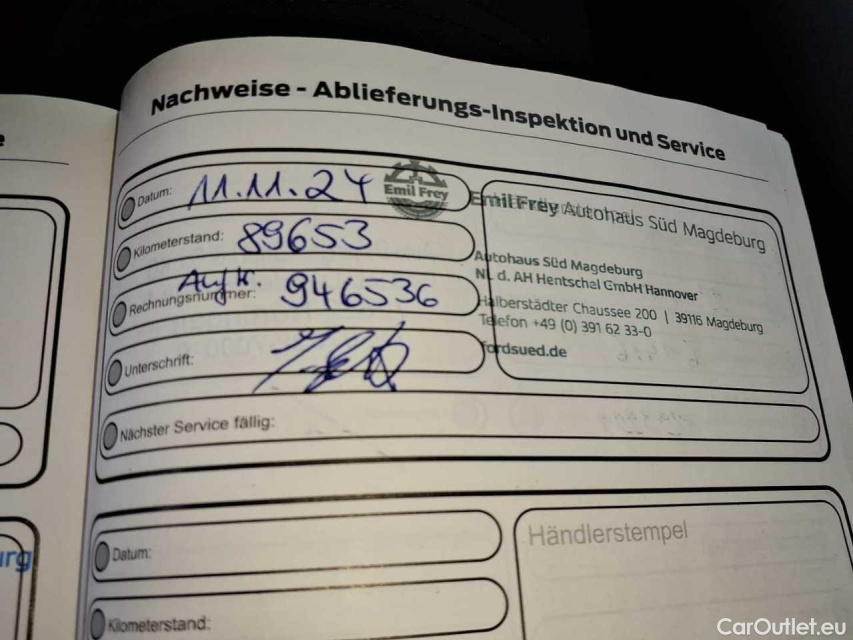 Nachweise - Ablieferungs-Inspektion und Service
Datum: 11.11.24
Emil Frey
Kilometerstand: 89653
Rechnungsnummer: 946536
Unterschrift:
Nächster Service fällig:
Emil Frey Autohaus Süd Magdeburg
Autohaus Süd Magdeburg
NL d. AH Hentschel GmbH Hannover
Halberstädter Chaussee 200 | 39116 Magdeburg
Telefon +49 (0) 391 62 33-0
fordsued.de
Datum:
Händlerstempel
Kilometerstand:
urg
CarOutlet.eu